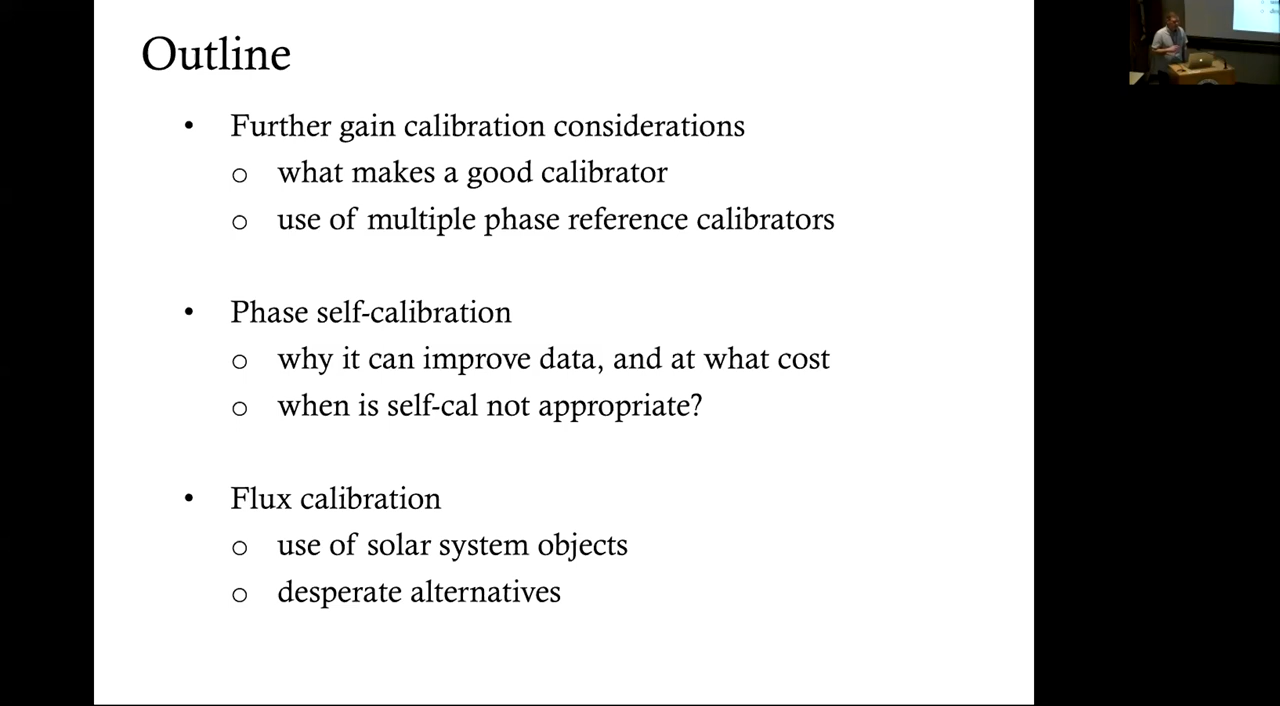 Outline
• Further gain calibration considerations
o what makes a good calibrator
o use of multiple phase reference calibrators
• Phase self-calibration
o why it can improve data, and at what cost
o when is self-cal not appropriate?
• Flux calibration
o use of solar system objects
o desperate alternatives